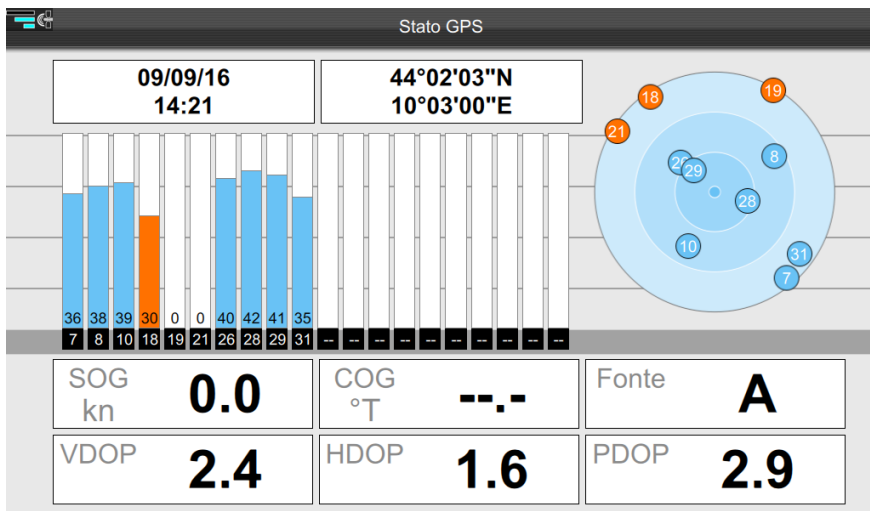 Stato GPS
09/09/16
14:21
44°02'03"N
10°03'00"E
18
19
21
8
26
29
28
10
31
7
36 38 39 30 0 0 40 42 41 35
7 8 10 18 19 21 26 28 29 31 -- -- -- -- -- -- -- -- -- --
SOG
kn
0.0
COG
°T
--.-
Fonte
A
VDOP
2.4
HDOP
1.6
PDOP
2.9